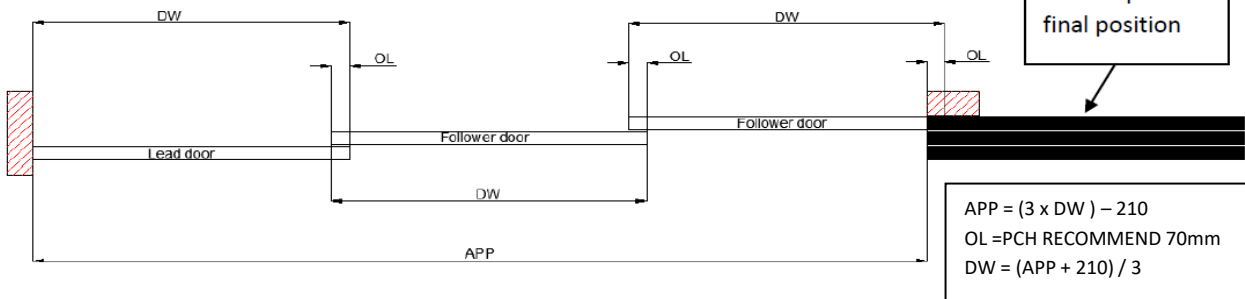 DW
DW
final position
OL
OL
OL
Follower door
Follower door
Lead door
DW
APP
APP = (3 x DW ) – 210
OL =PCH RECOMMEND 70mm
DW = (APP + 210) / 3